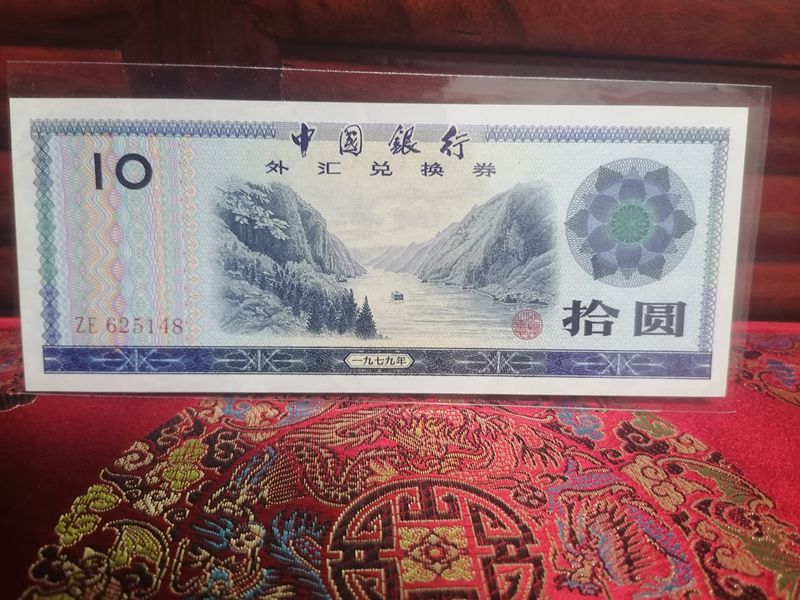 中国银行
外汇兑换券
10
ZE 625148
拾圆
一九七九年